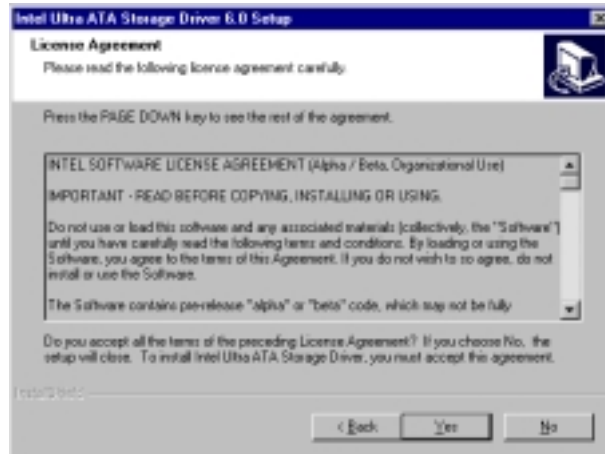 Intel Ultra ATA Storage Driver 6.0 Setup
License Agreement
Please read the following license agreement carefully.
Press the PAGE DOWN key to see the rest of the agreement.
INTEL SOFTWARE LICENSE AGREEMENT (Alpha / Beta, Organizational Use)
IMPORTANT - READ BEFORE COPYING, INSTALLING OR USING.
Do not use or load this software and any associated materials (collectively, the "Software")
until you have carefully read the following terms and conditions. By loading or using the
Software, you agree to the terms of this Agreement. If you do not wish to so agree, do not
install or use the Software.
The Software contains pre-release "alpha" or "beta" code, which may not be fully
Do you accept all the terms of the preceding License Agreement? If you choose No, the
setup will close. To install Intel Ultra ATA Storage Driver, you must accept this agreement.
InstallShield
< Back Yes No